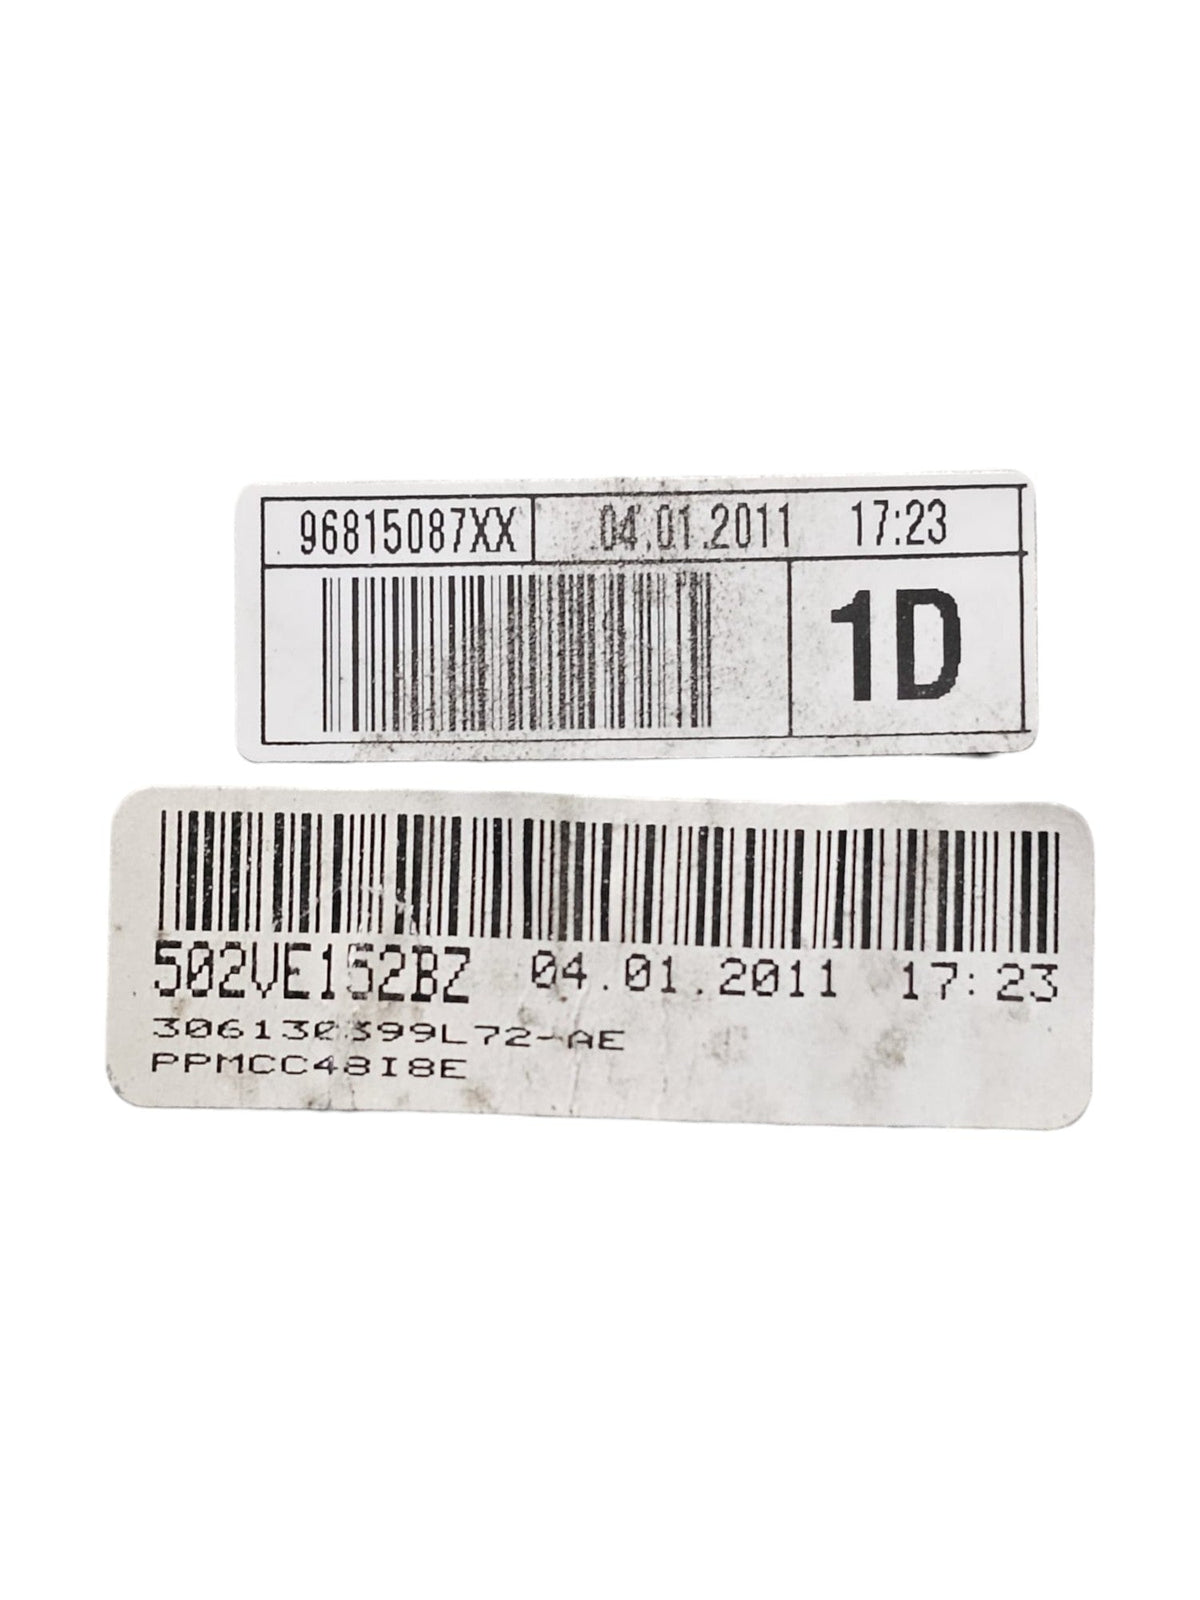 96815087XX 04.01.2011 17:23
1D
502VE152BZ 04.01.2011 17:23
306130399L72-AE
PPMCC48I8E